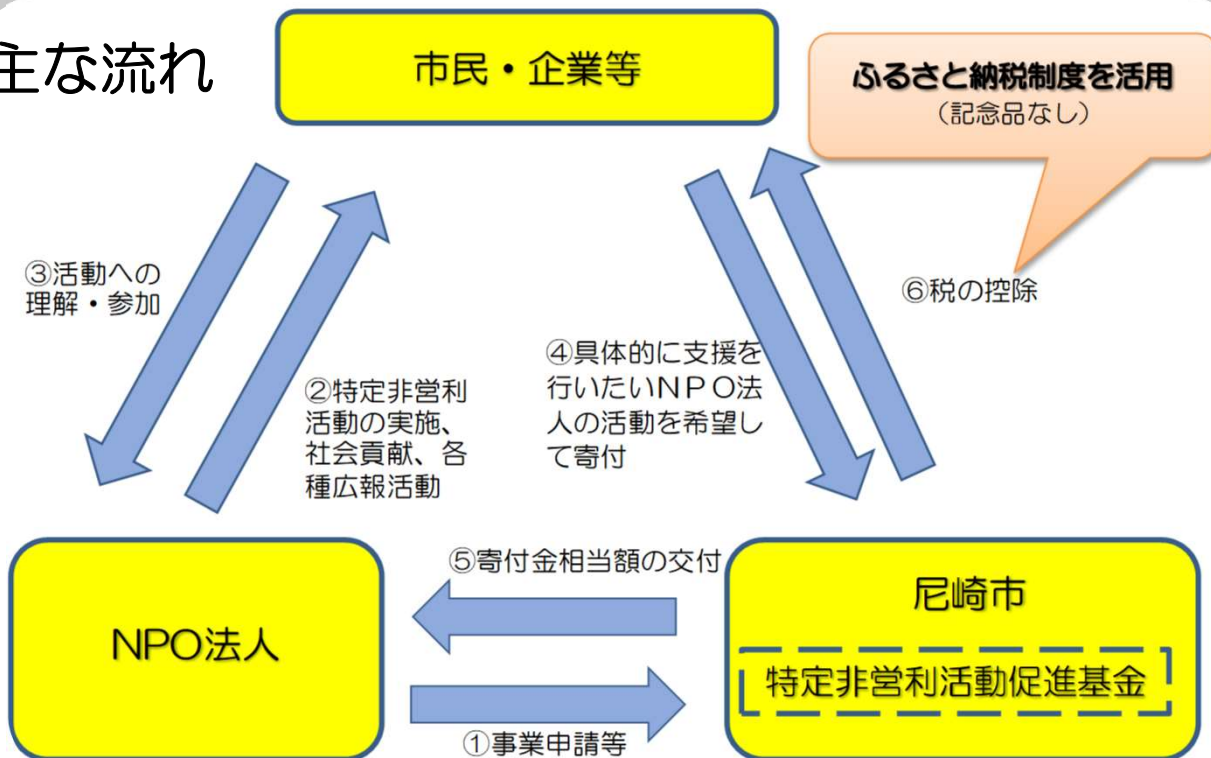 主な流れ
市民・企業等
ふるさと納税制度を活用
（記念品なし）
③活動への
理解・参加
②特定非営利
活動の実施、
社会貢献、各
種広報活動
④具体的に支援を
行いたいＮＰＯ法
人の活動を希望し
て寄付
⑥税の控除
⑤寄付金相当額の交付
NPO法人
尼崎市
特定非営利活動促進基金
①事業申請等